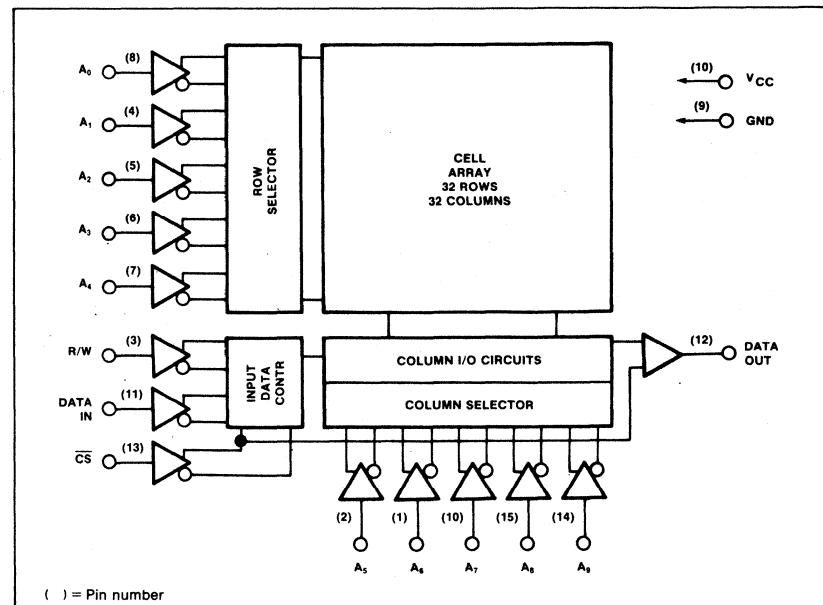 A0 (8)
A1 (4)
A2 (5)
A3 (6)
A4 (7)
ROW SELECTOR
CELL
ARRAY
32 ROWS
32 COLUMNS
(10) VCC
(9) GND
R/W (3)
DATA IN (11)
C̅S̅ (13)
INPUT DATA CONTR
COLUMN I/O CIRCUITS
COLUMN SELECTOR
(12) DATA OUT
(2) (1) (10) (15) (14)
A5 A6 A7 A8 A9
( ) = Pin number